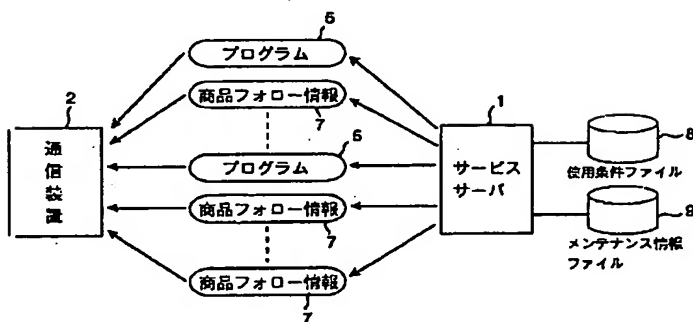 6
プログラム
商品フォロー情報
7
2
通信装置
1
サービス
サーバ
8
使用条件ファイル
6
プログラム
商品フォロー情報
7
9
メンテナンス情報
ファイル
商品フォロー情報
7